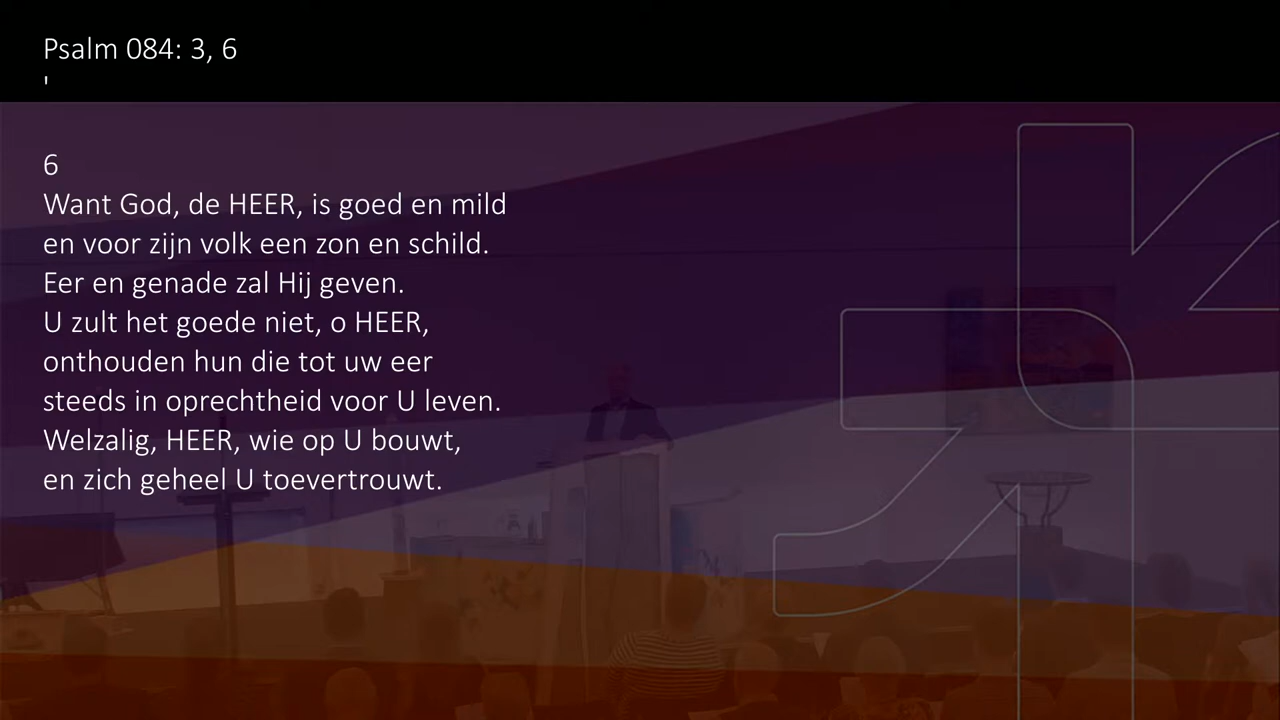 Psalm 084: 3, 6
'
6
Want God, de HEER, is goed en mild
en voor zijn volk een zon en schild.
Eer en genade zal Hij geven.
U zult het goede niet, o HEER,
onthouden hun die tot uw eer
steeds in oprechtheid voor U leven.
Welzalig, HEER, wie op U bouwt,
en zich geheel U toevertrouwt.